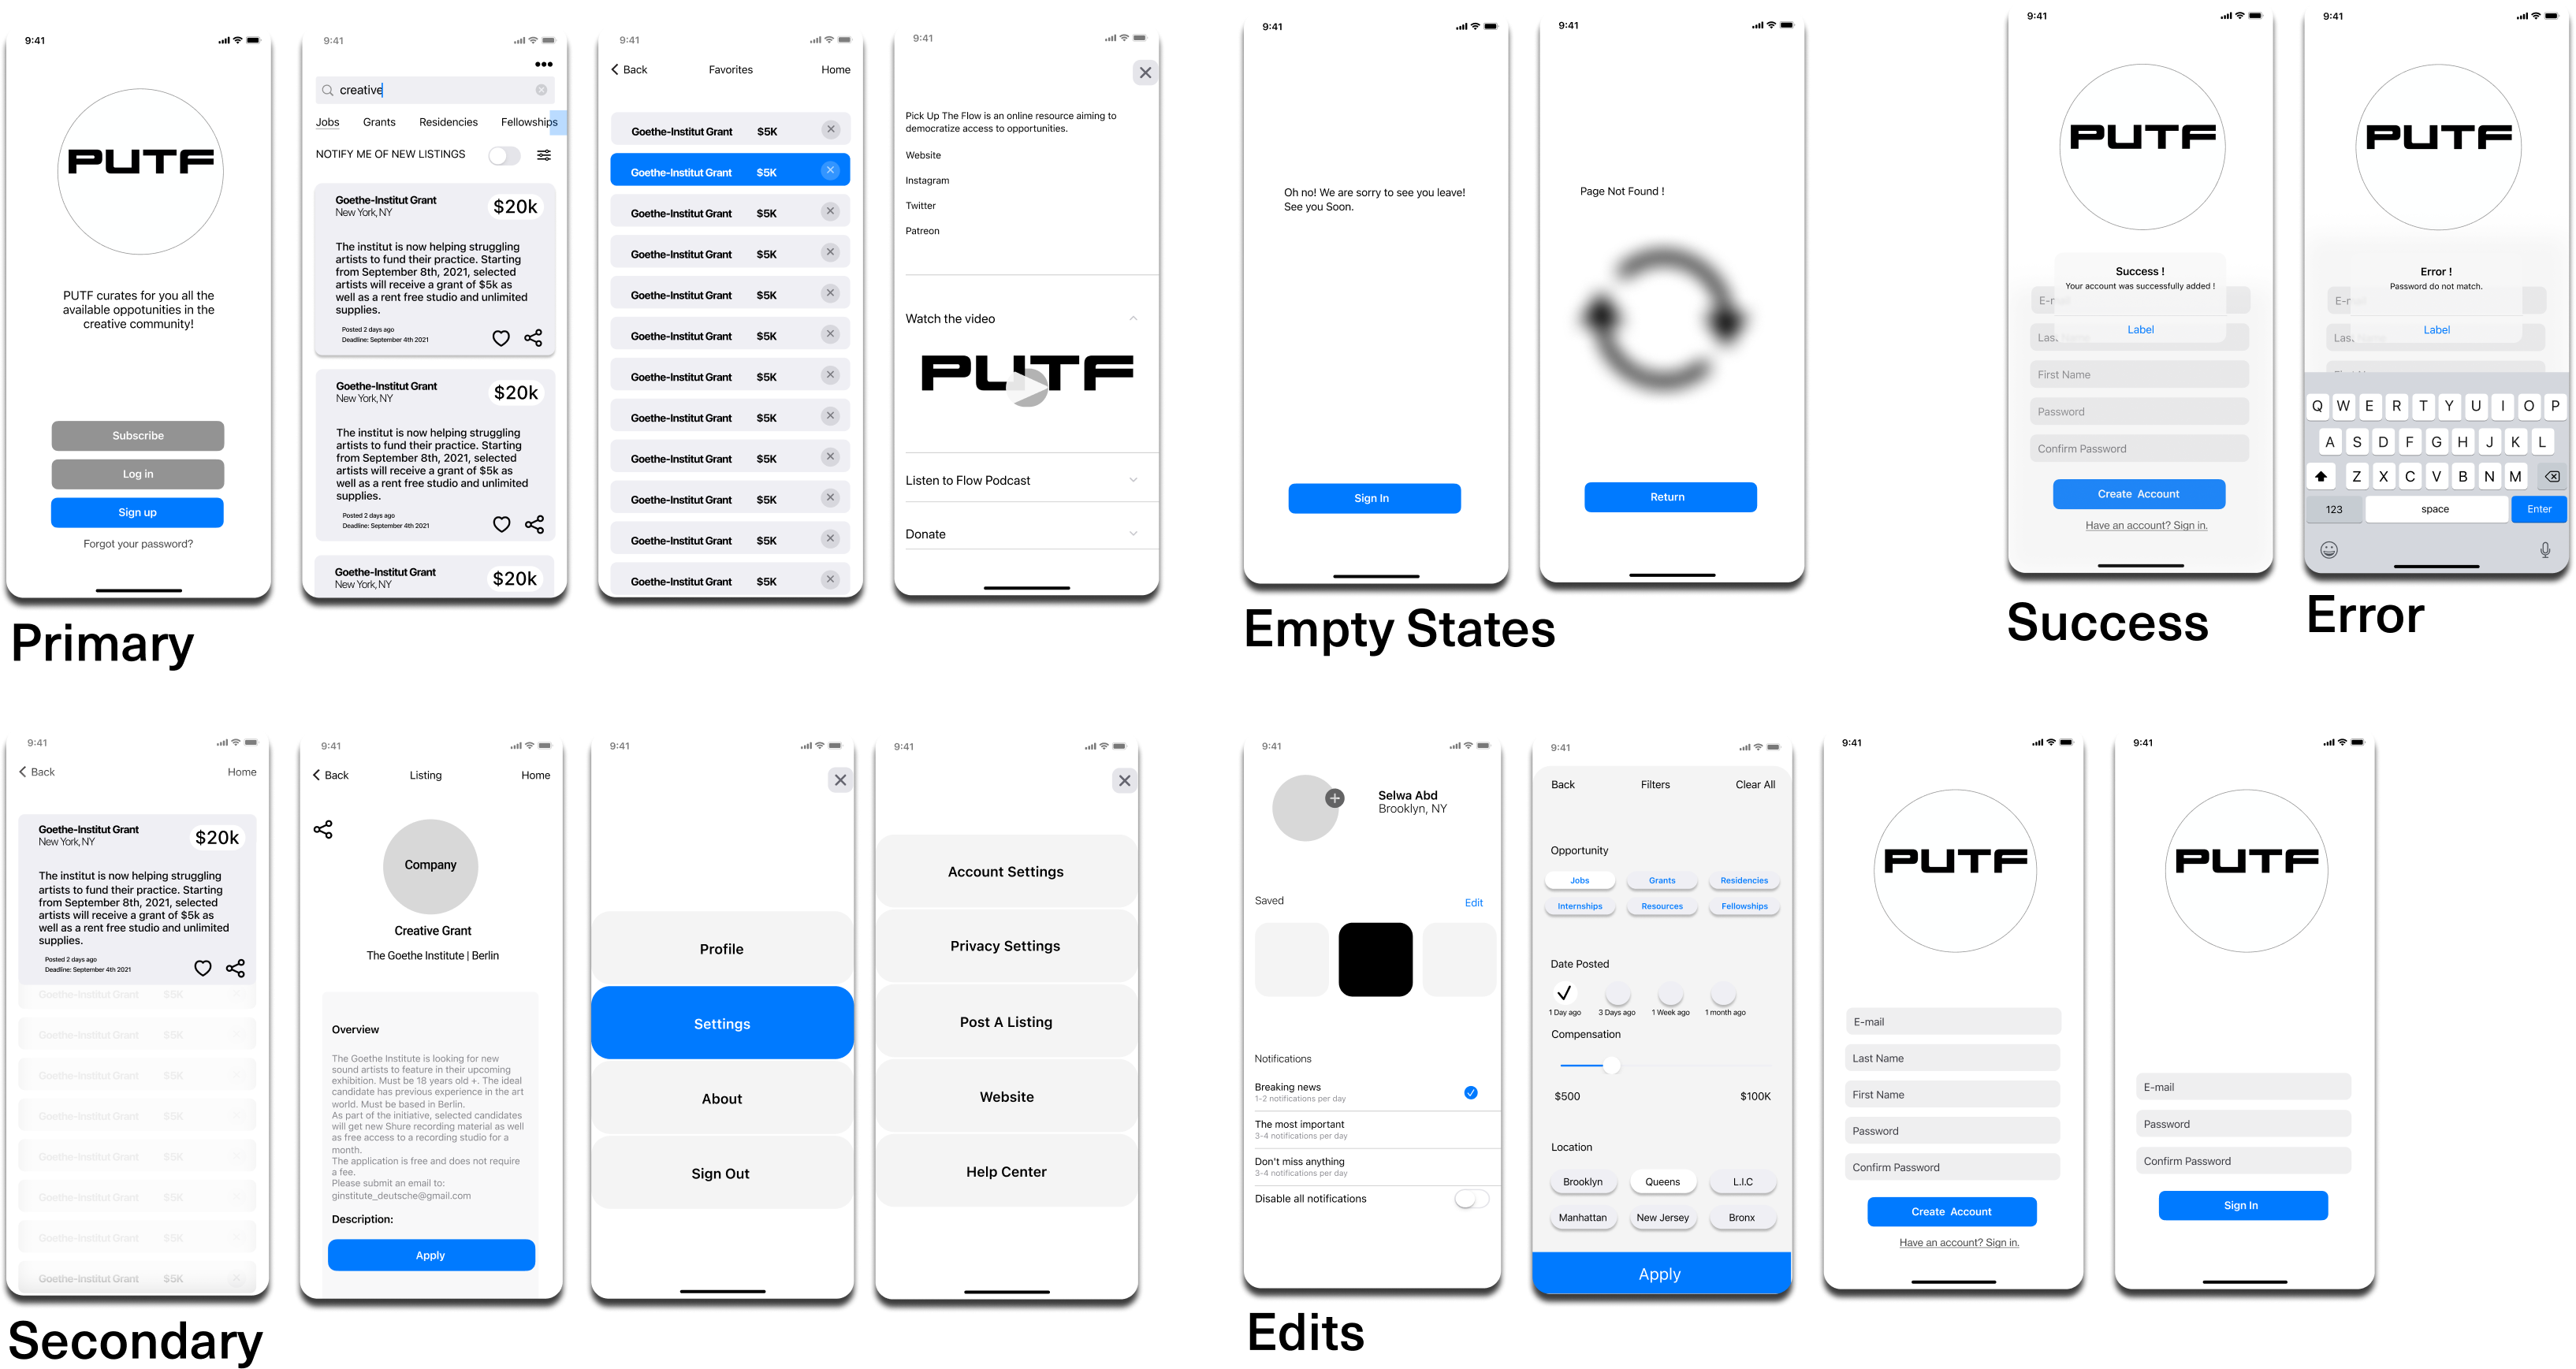 9:41
PUTF
PUTF curates for you all the
available oppotunities in the
creative community!
Subscribe
Log in
Sign up
Forgot your password?
9:41
creative
Jobs Grants Residencies Fellowships
NOTIFY ME OF NEW LISTINGS
Goethe-Institut Grant
New York, NY
$20k
The institut is now helping struggling
artists to fund their practice. Starting
from September 8th, 2021, selected
artists will receive a grant of $5k as
well as a rent free studio and unlimited
supplies.
Posted 2 days ago
Deadline: September 4th 2021
Goethe-Institut Grant
New York, NY
$20k
The institut is now helping struggling
artists to fund their practice. Starting
from September 8th, 2021, selected
artists will receive a grant of $5k as
well as a rent free studio and unlimited
supplies.
Posted 2 days ago
Deadline: September 4th 2021
Goethe-Institut Grant
New York, NY
$20k
9:41
Back Favorites Home
Goethe-Institut Grant $5K
Goethe-Institut Grant $5K
Goethe-Institut Grant $5K
Goethe-Institut Grant $5K
Goethe-Institut Grant $5K
Goethe-Institut Grant $5K
Goethe-Institut Grant $5K
Goethe-Institut Grant $5K
Goethe-Institut Grant $5K
Goethe-Institut Grant $5K
Goethe-Institut Grant $5K
Goethe-Institut Grant $5K
9:41
Pick Up The Flow is an online resource aiming to
democratize access to opportunities.
Website
Instagram
Twitter
Patreon
Watch the video
PUTF
Listen to Flow Podcast
Donate
Primary
9:41
Oh no! We are sorry to see you leave!
See you Soon.
Sign In
9:41
Page Not Found !
Return
Empty States
9:41
PUTF
Success !
Your account was successfully added !
E-mail
Label
Last Name
First Name
Password
Confirm Password
Create Account
Have an account? Sign in.
Success
9:41
PUTF
Error !
Password do not match.
E-
Label
Las
Q W E R T Y U I O P
A S D F G H J K L
Z X C V B N M
123 space Enter
Error
9:41
Back Home
Goethe-Institut Grant
New York, NY
$20k
The institut is now helping struggling
artists to fund their practice. Starting
from September 8th, 2021, selected
artists will receive a grant of $5k as
well as a rent free studio and unlimited
supplies.
Posted 2 days ago
Deadline: September 4th 2021
Goethe-Institut Grant $5K
Goethe-Institut Grant $5K
Goethe-Institut Grant $5K
Goethe-Institut Grant $5K
Goethe-Institut Grant $5K
Goethe-Institut Grant $5K
Goethe-Institut Grant $5K
Goethe-Institut Grant $5K
9:41
Back Listing Home
Company
Creative Grant
The Goethe Institute | Berlin
Overview
The Goethe Institute is looking for new
sound artists to feature in their upcoming
exhibition. Must be 18 years old +. The ideal
candidate has previous experience in the art
world. Must be based in Berlin.
As part of the initiative, selected candidates
will get new Shure recording material as well
as free access to a recording studio for a
month.
The application is free and does not require
a fee.
Please submit an email to:
ginstitute_deutsche@gmail.com
Description:
Apply
9:41
Profile
Settings
About
Sign Out
9:41
Account Settings
Privacy Settings
Post A Listing
Website
Help Center
Secondary
9:41
Selwa Abd
Brooklyn, NY
Saved Edit
Notifications
Breaking news
1-2 notifications per day
The most important
3-4 notifications per day
Don't miss anything
3-4 notifications per day
Disable all notifications
9:41
Back Filters Clear All
Opportunity
Jobs Grants Residencies
Internships Resources Fellowships
Date Posted
1 Day ago 3 Days ago 1 Week ago 1 month ago
Compensation
$500 $100K
Location
Brooklyn Queens L.I.C
Manhattan New Jersey Bronx
Apply
9:41
PUTF
E-mail
Last Name
First Name
Password
Confirm Password
Create Account
Have an account? Sign in.
9:41
PUTF
E-mail
Password
Confirm Password
Sign In
Edits